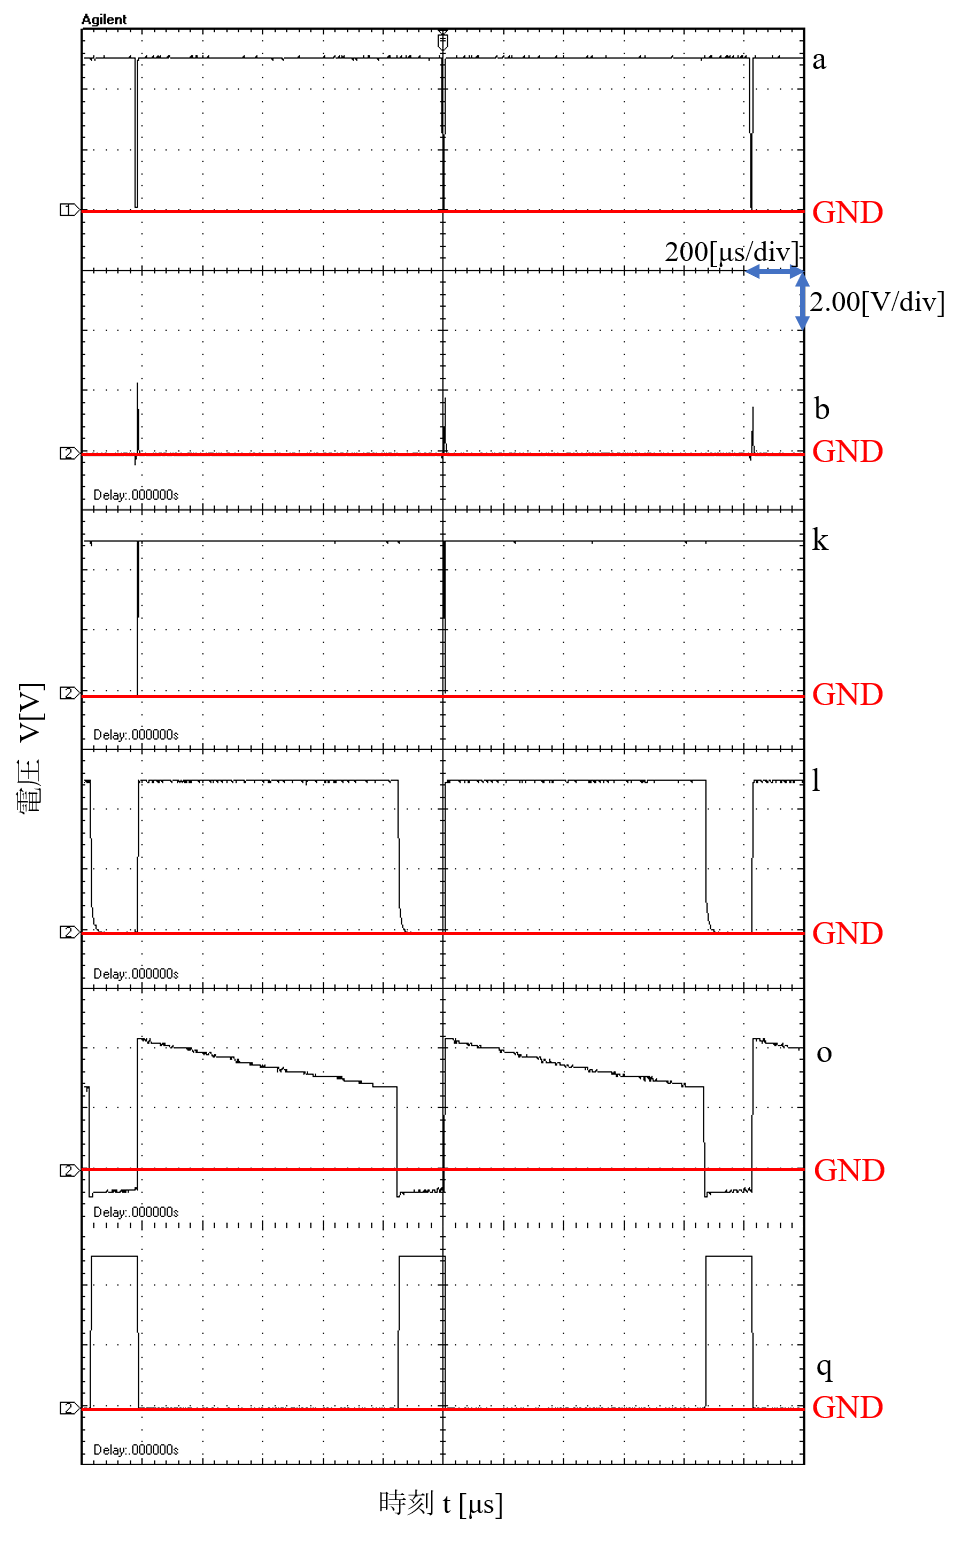 Agilent
a
1
GND
200[μs/div]
2.00[V/div]
b
2
GND
Delay:.000000s
k
2
GND
Delay:.000000s
電圧 V[V]
l
2
GND
Delay:.000000s
o
2
GND
Delay:.000000s
q
2
GND
Delay:.000000s
時刻 t [μs]